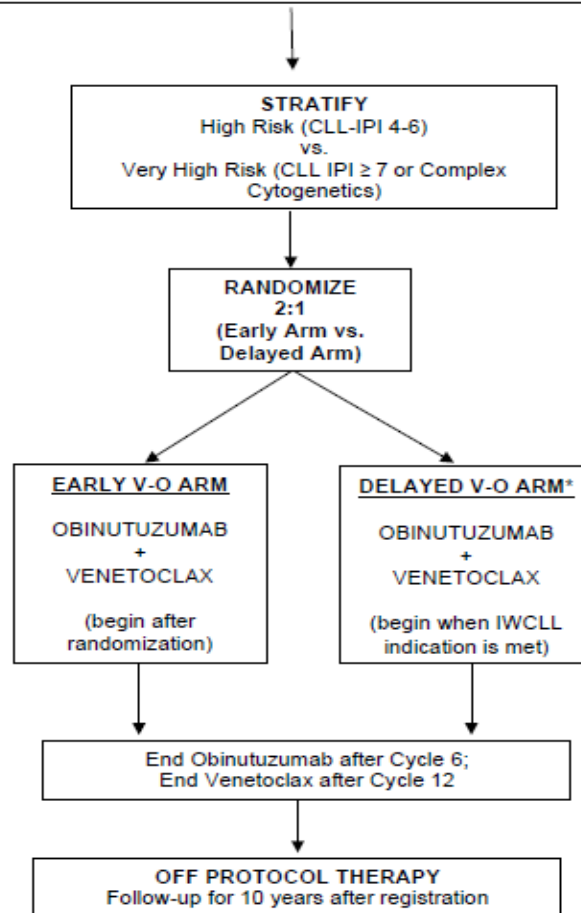 STRATIFY
High Risk (CLL-IPI 4-6)
vs.
Very High Risk (CLL IPI ≥ 7 or Complex
Cytogenetics)
RANDOMIZE
2:1
(Early Arm vs.
Delayed Arm)
EARLY V-O ARM
OBINUTUZUMAB
+
VENETOCLAX
(begin after
randomization)
DELAYED V-O ARM*
OBINUTUZUMAB
+
VENETOCLAX
(begin when IWCLL
indication is met)
End Obinutuzumab after Cycle 6;
End Venetoclax after Cycle 12
OFF PROTOCOL THERAPY
Follow-up for 10 years after registration